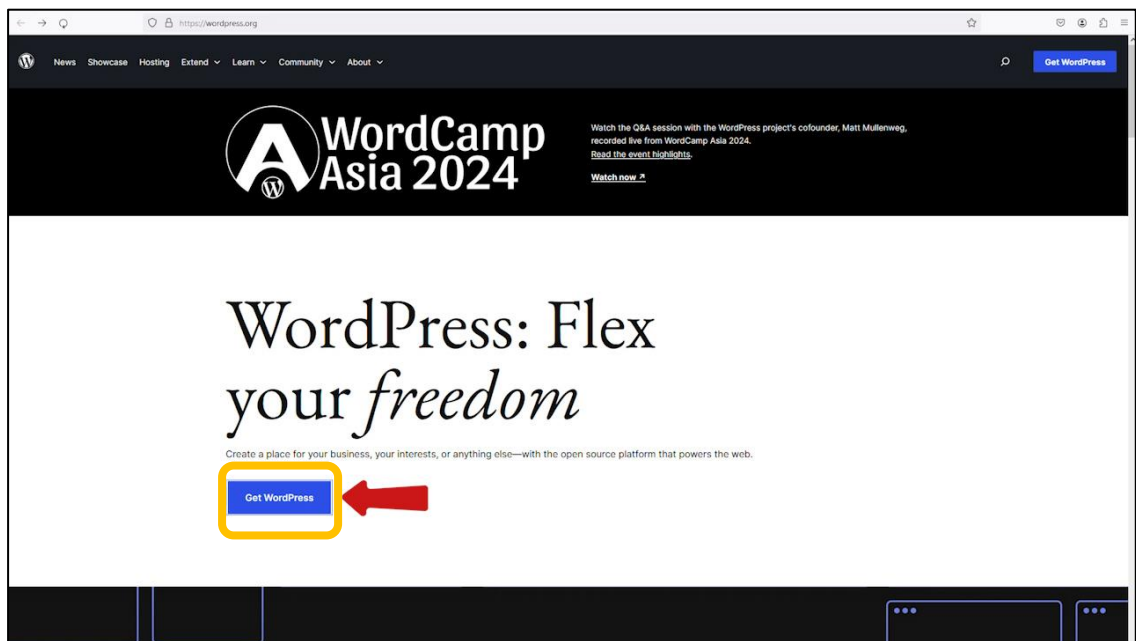 https://wordpress.org
News Showcase Hosting Extend Learn Community About Get WordPress
WordCamp
Asia 2024
Watch the Q&A session with the WordPress project's cofounder, Matt Mullenweg,
recorded live from WordCamp Asia 2024.
Read the event highlights.
Watch now ↗
WordPress: Flex
your freedom
Create a place for your business, your interests, or anything else—with the open source platform that powers the web.
Get WordPress